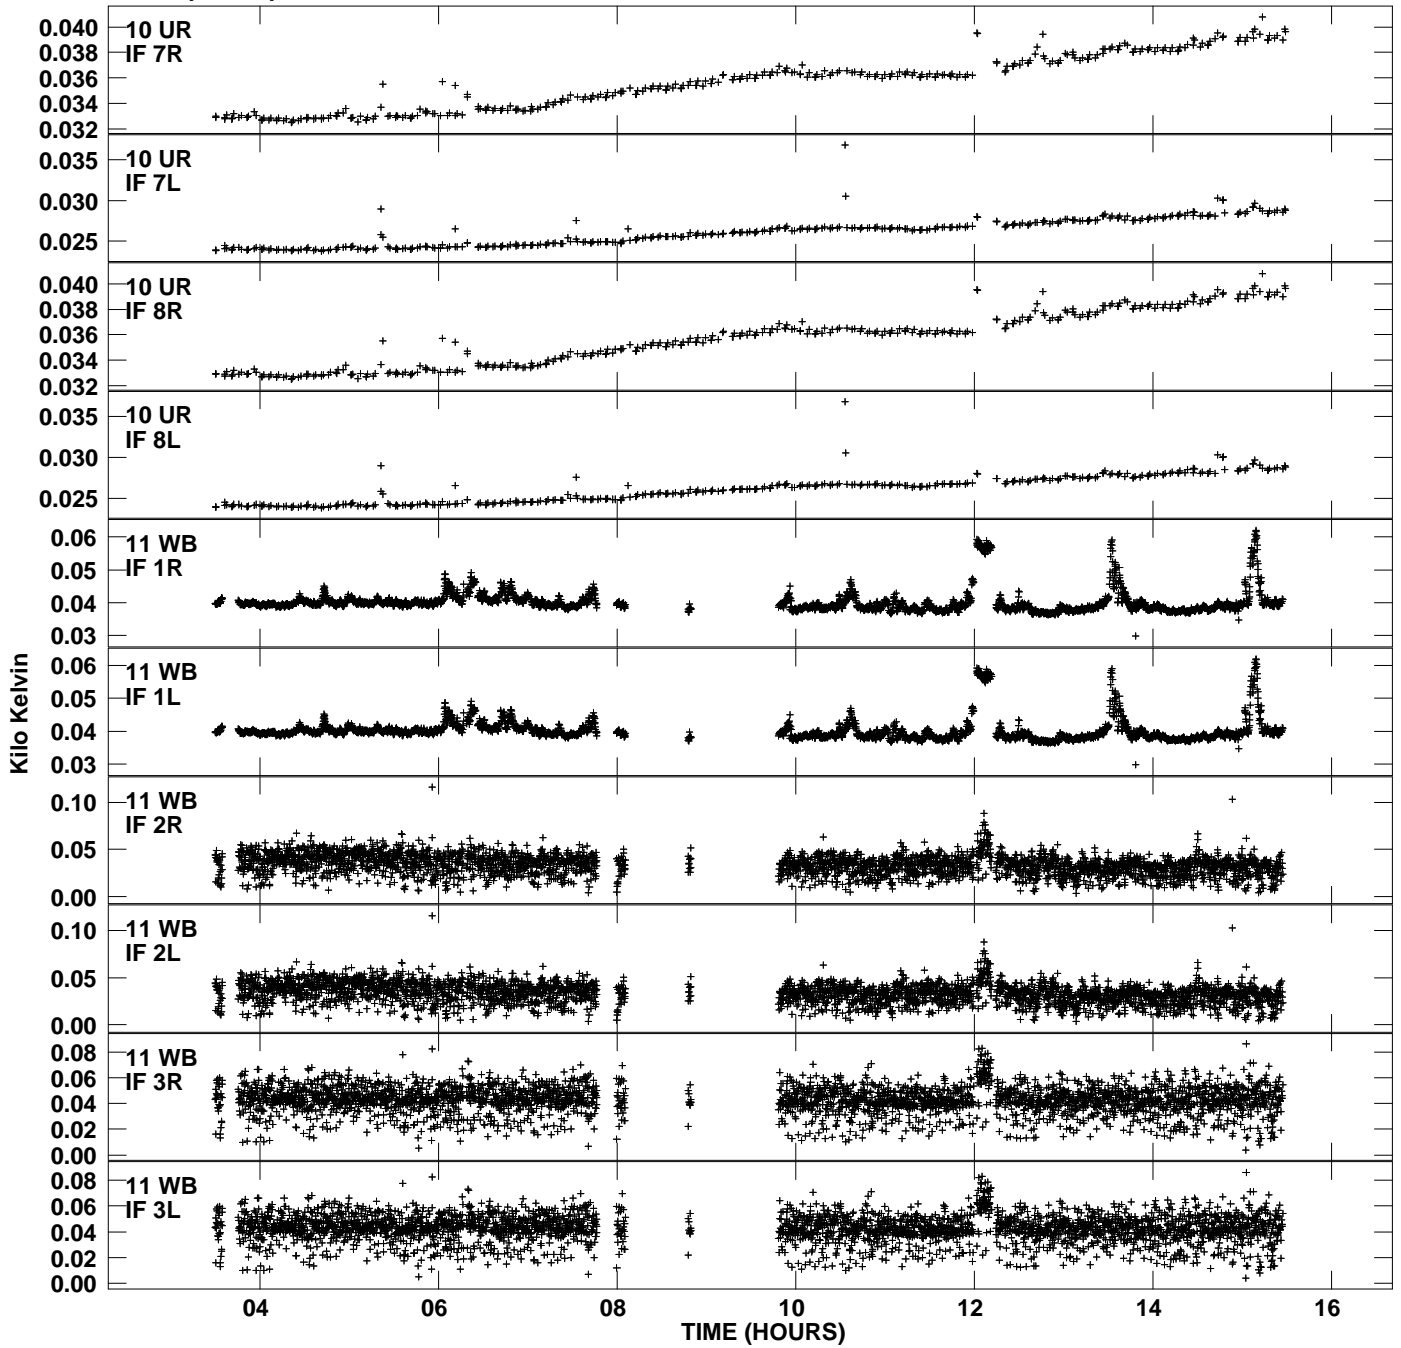 0.040
0.038
0.036
0.034
0.032
10 UR
IF 7R
0.035
0.030
0.025
10 UR
IF 7L
0.040
0.038
0.036
0.034
0.032
10 UR
IF 8R
0.035
0.030
0.025
10 UR
IF 8L
0.06
0.05
0.04
0.03
11 WB
IF 1R
0.06
0.05
0.04
0.03
11 WB
IF 1L
0.10
0.05
0.00
11 WB
IF 2R
0.10
0.05
0.00
11 WB
IF 2L
0.08
0.06
0.04
0.02
0.00
11 WB
IF 3R
0.08
0.06
0.04
0.02
0.00
11 WB
IF 3L
Kilo Kelvin
04 06 08 10 12 14 16
TIME (HOURS)